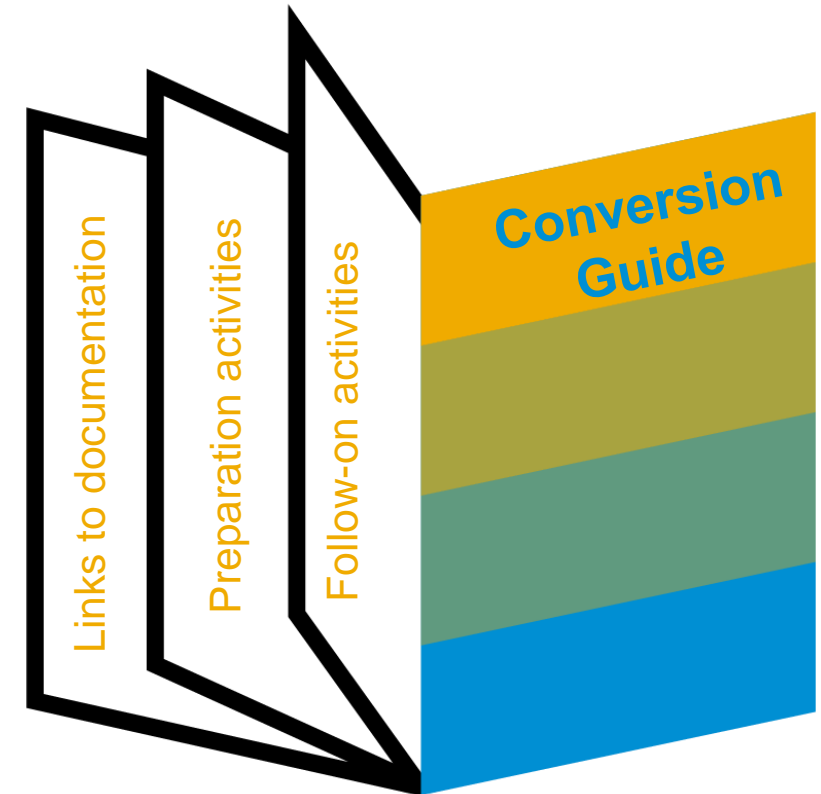 Links to documentation
Preparation activities
Follow-on activities
Conversion
Guide